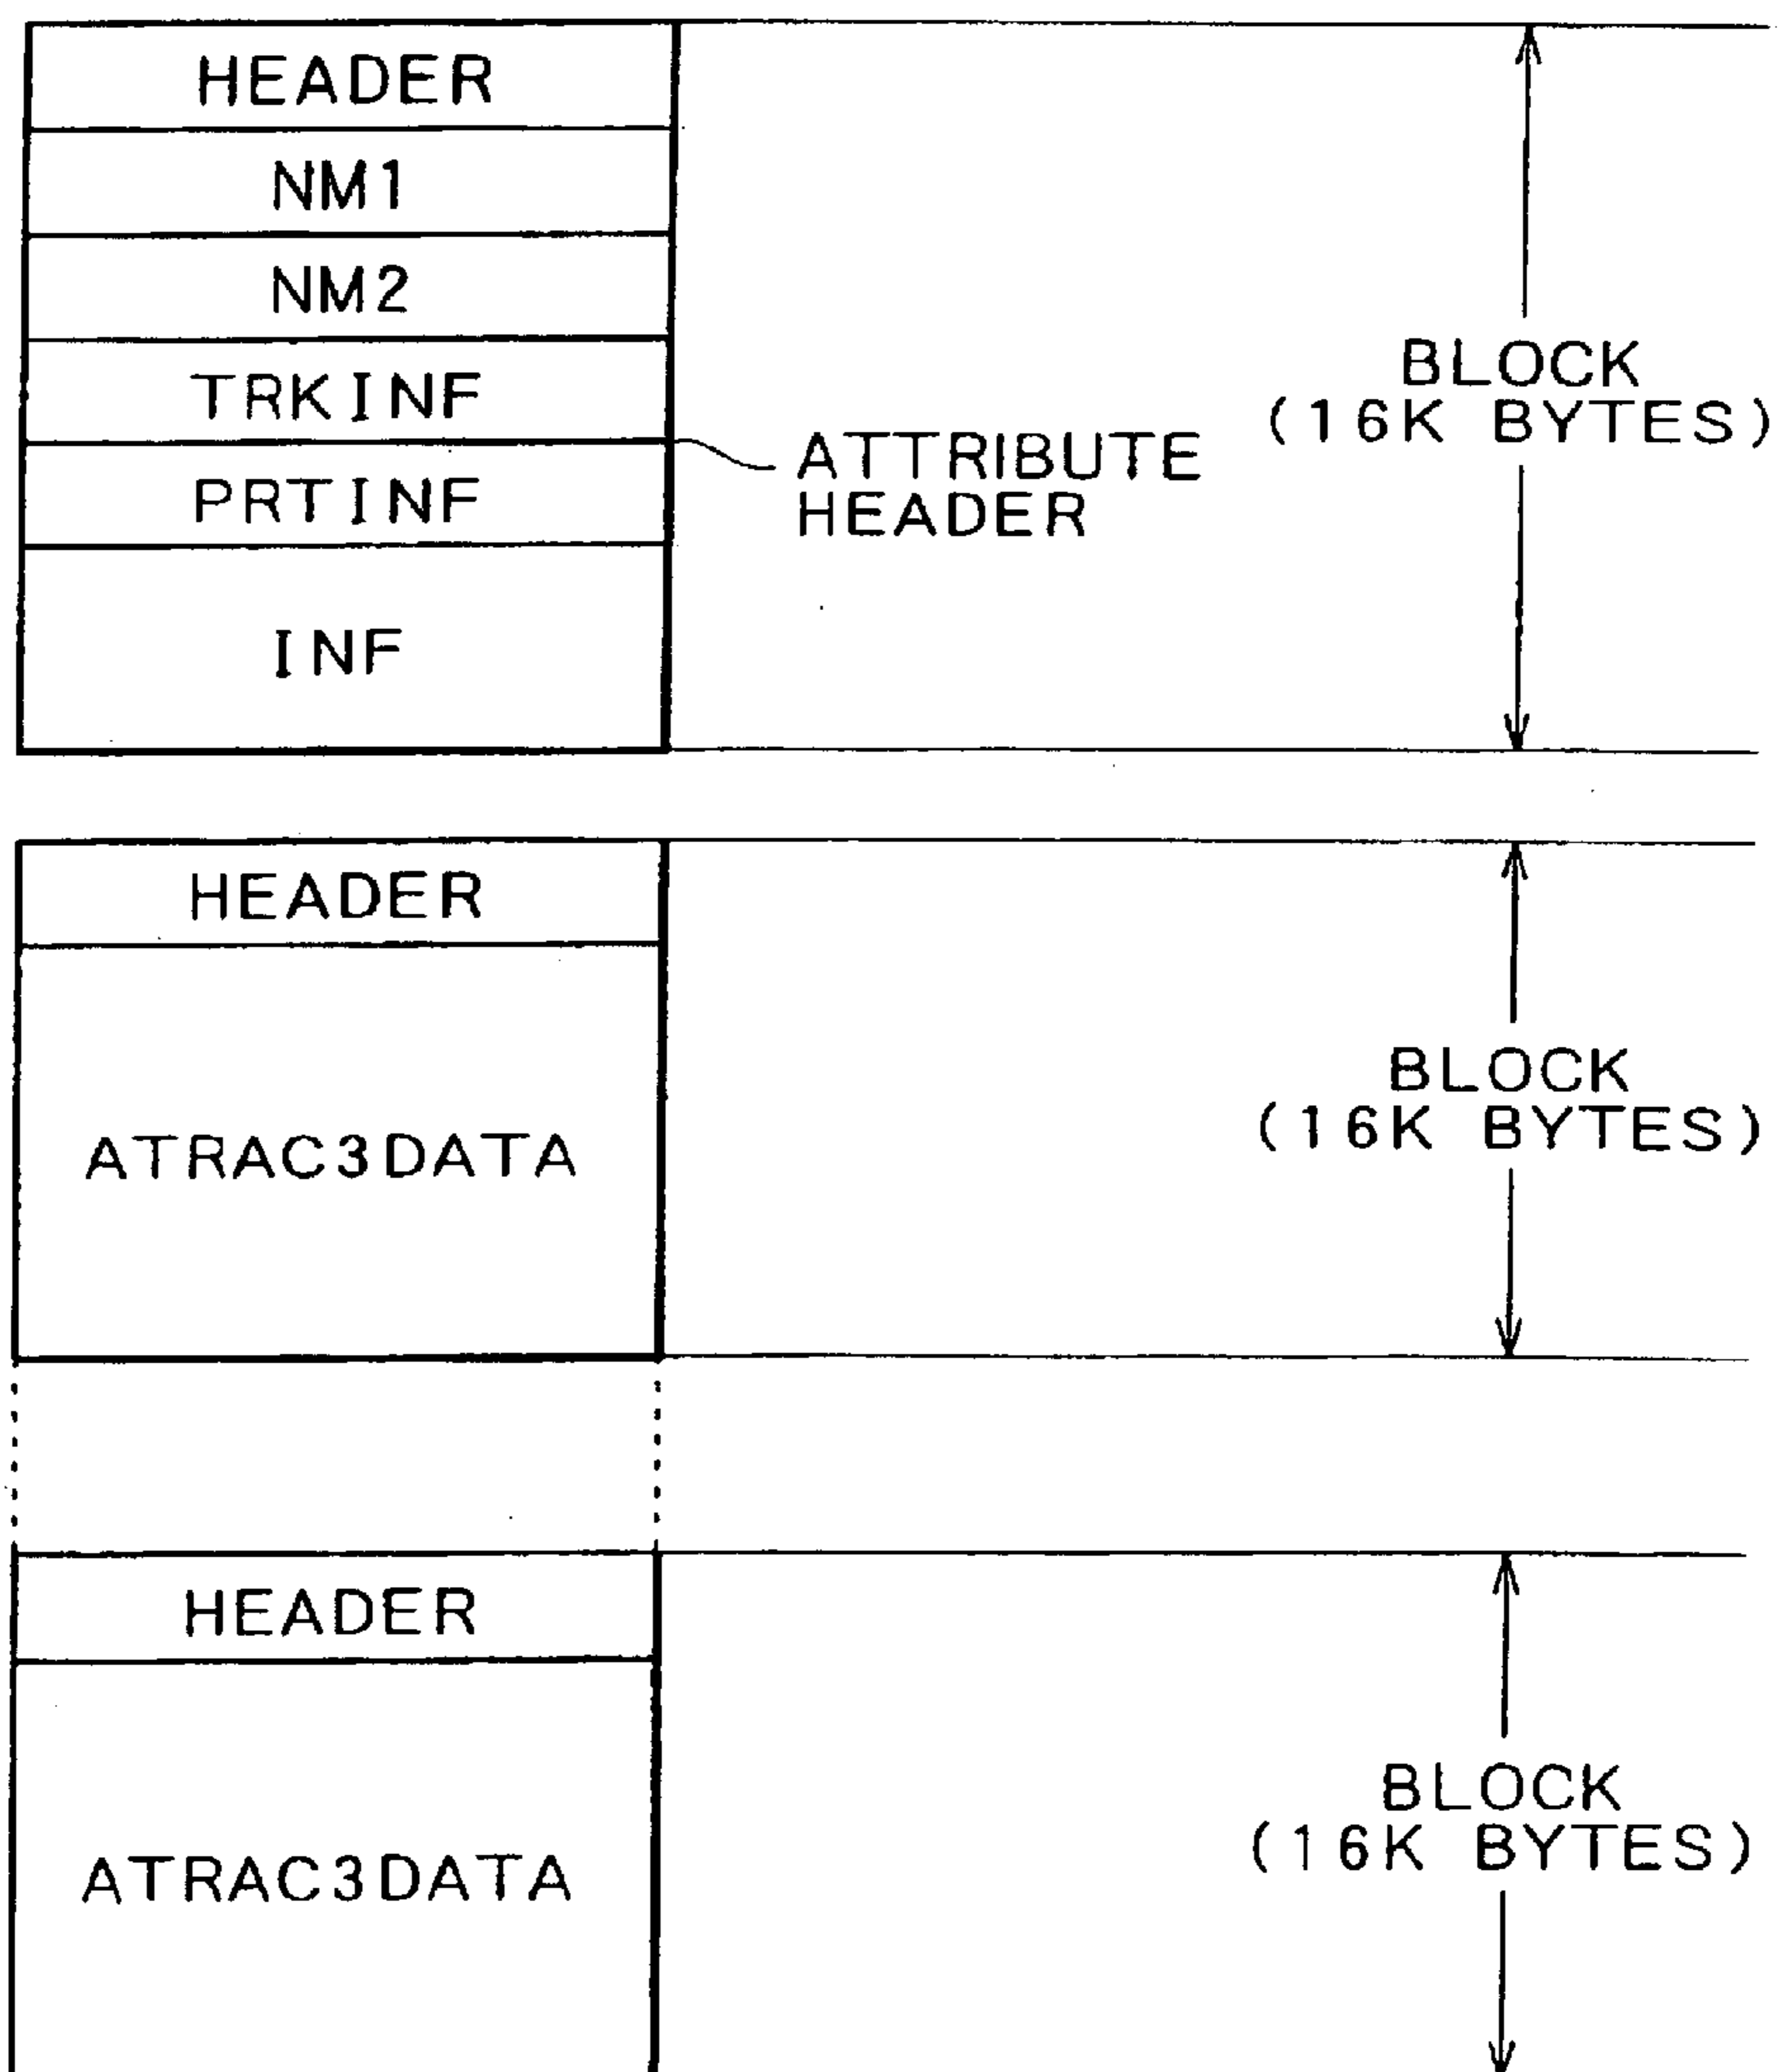 HEADER
NM1
NM2
TRKINF
PRTINF
INF
ATTRIBUTE
HEADER
BLOCK
(16K BYTES)
HEADER
ATRAC3DATA
BLOCK
(16K BYTES)
HEADER
ATRAC3DATA
BLOCK
(16K BYTES)